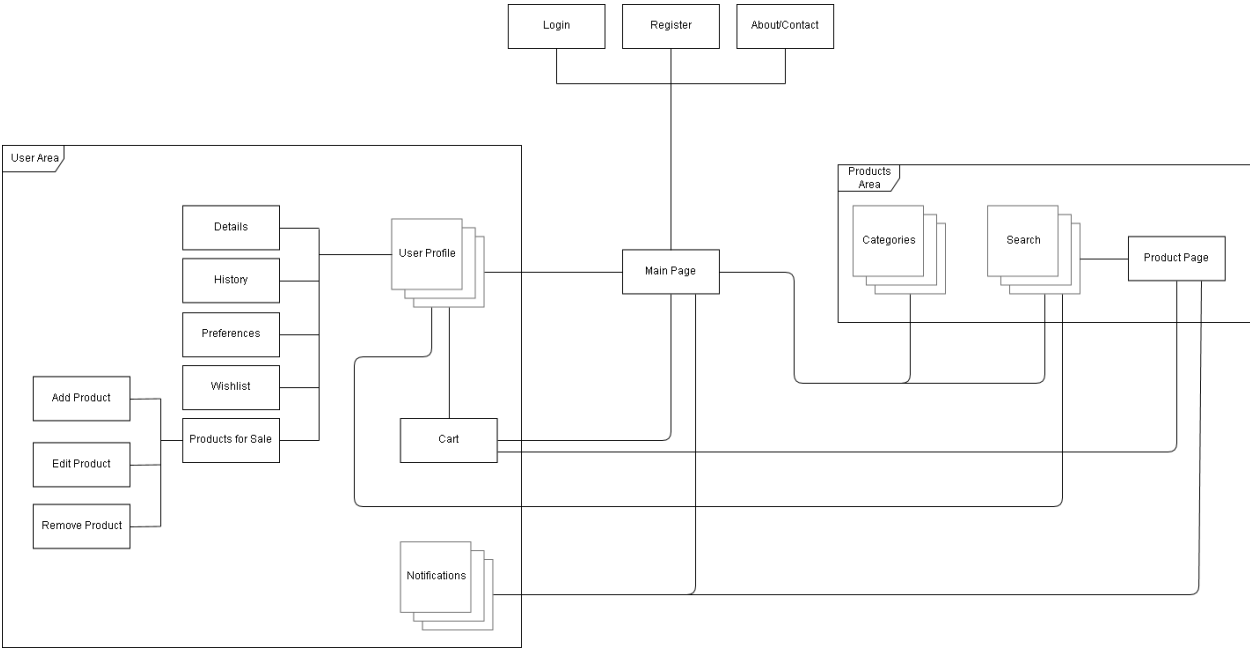 Login
Register
About/Contact
User Area
Products
Area
Details
History
Preferences
Wishlist
Products for Sale
Add Product
Edit Product
Remove Product
User Profile
Cart
Notifications
Main Page
Categories
Search
Product Page